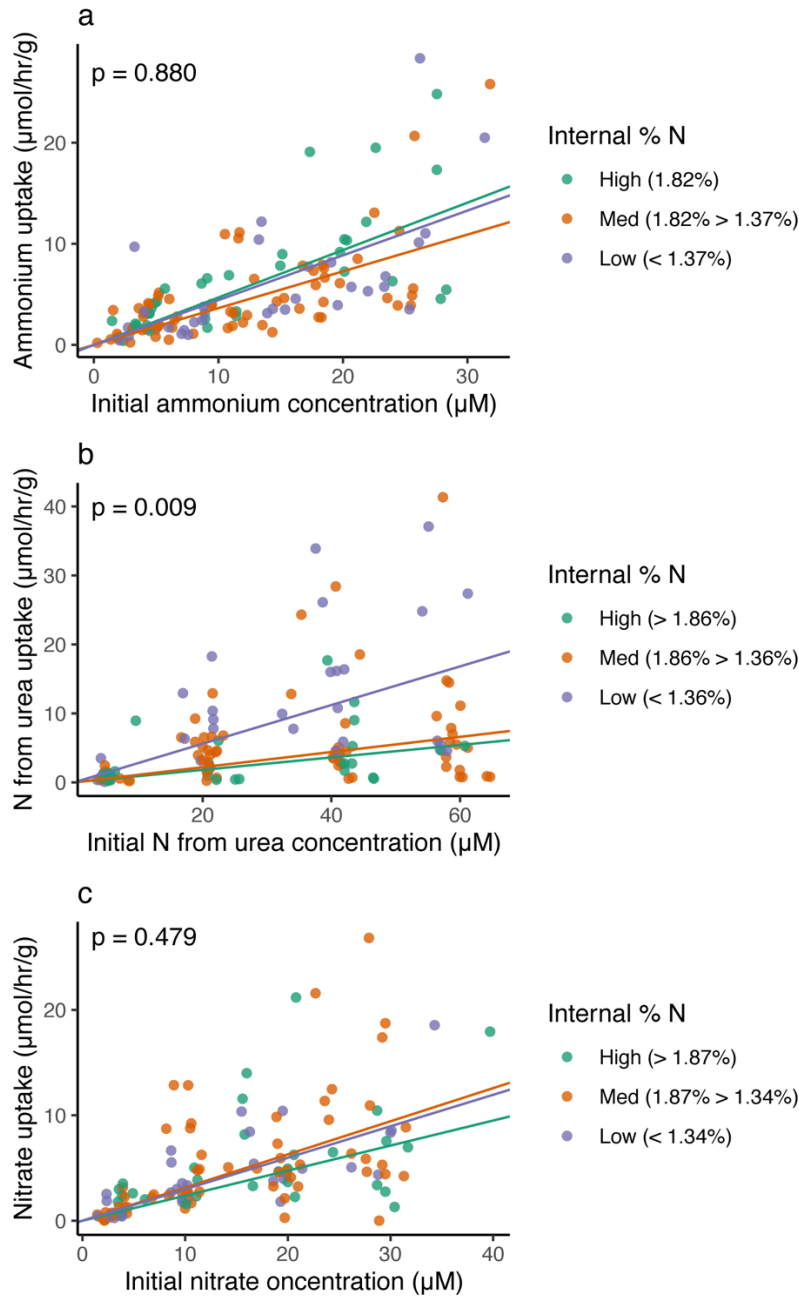 a
p = 0.880
20
10
0
Ammonium uptake (µmol/hr/g)
0 10 20 30
Initial ammonium concentration (µM)
Internal % N
High (1.82%)
Med (1.82% > 1.37%)
Low (< 1.37%)
b
p = 0.009
40
30
20
10
0
N from urea uptake (µmol/hr/g)
20 40 60
Initial N from urea concentration (µM)
Internal % N
High (> 1.86%)
Med (1.86% > 1.36%)
Low (< 1.36%)
c
p = 0.479
20
10
0
Nitrate uptake (µmol/hr/g)
0 10 20 30 40
Initial nitrate oncentration (µM)
Internal % N
High (> 1.87%)
Med (1.87% > 1.34%)
Low (< 1.34%)